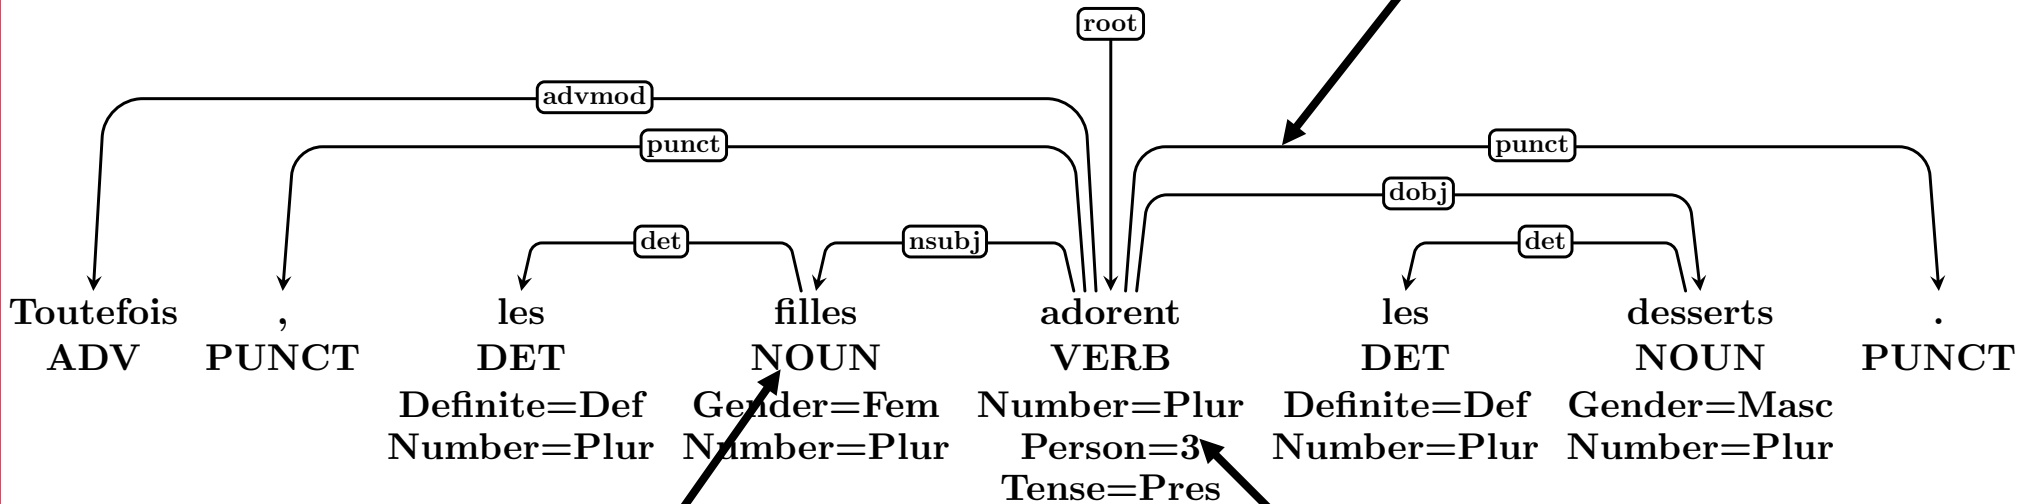 root
advmod
punct punct
dobj
det nsubj det
Toutefois , les filles adorent les desserts .
ADV PUNCT DET NOUN VERB DET NOUN PUNCT
Definite=Def Gender=Fem Number=Plur Definite=Def Gender=Masc
Number=Plur Number=Plur Person=3 Number=Plur Number=Plur
Tense=Pres